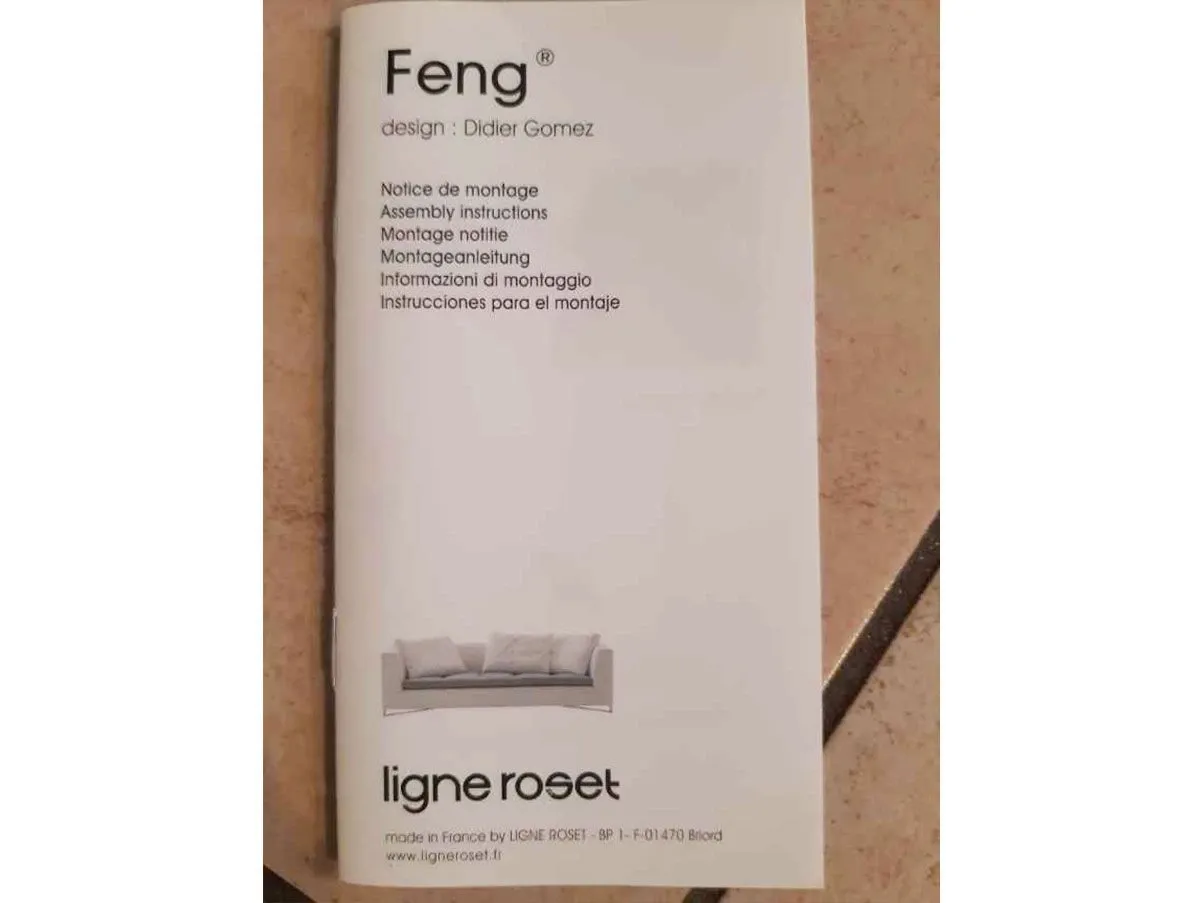 Feng®
design : Didier Gomez
Notice de montage
Assembly instructions
Montage notitie
Montageanleitung
Informazioni di montaggio
Instrucciones para el montaje
ligne roset
made in France by LIGNE ROSET - BP 1- F-01470 Briord
www.ligneroset.fr